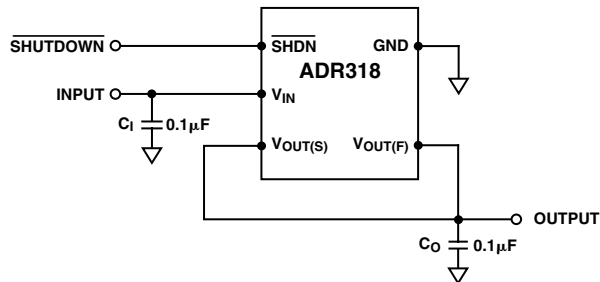 SHUTDOWN
SHDN
GND
ADR318
INPUT
VIN
CI
0.1μF
VOUT(S)
VOUT(F)
OUTPUT
CO
0.1μF